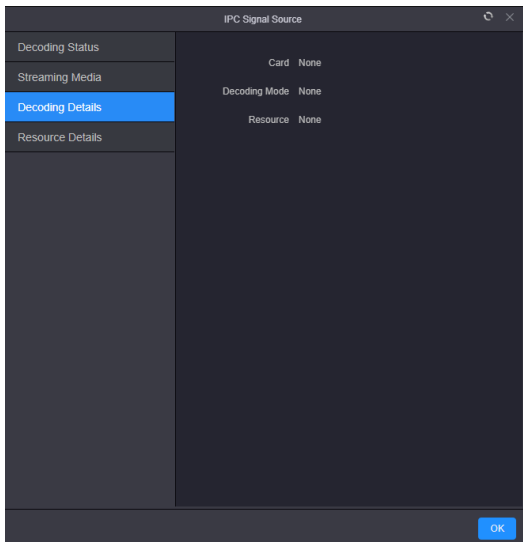 IPC Signal Source
Decoding Status
Streaming Media
Decoding Details
Resource Details
Card None
Decoding Mode None
Resource None
OK